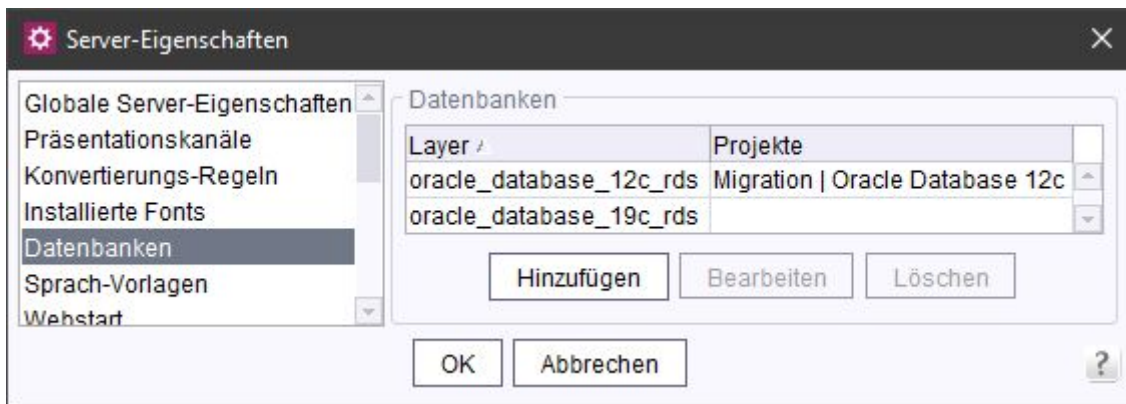 Server-Eigenschaften
Globale Server-Eigenschaften
Präsentationskanäle
Konvertierungs-Regeln
Installierte Fonts
Datenbanken
Sprach-Vorlagen
Webstart
Datenbanken
Layer Projekte
oracle_database_12c_rds Migration | Oracle Database 12c
oracle_database_19c_rds
Hinzufügen Bearbeiten Löschen
OK Abbrechen ?